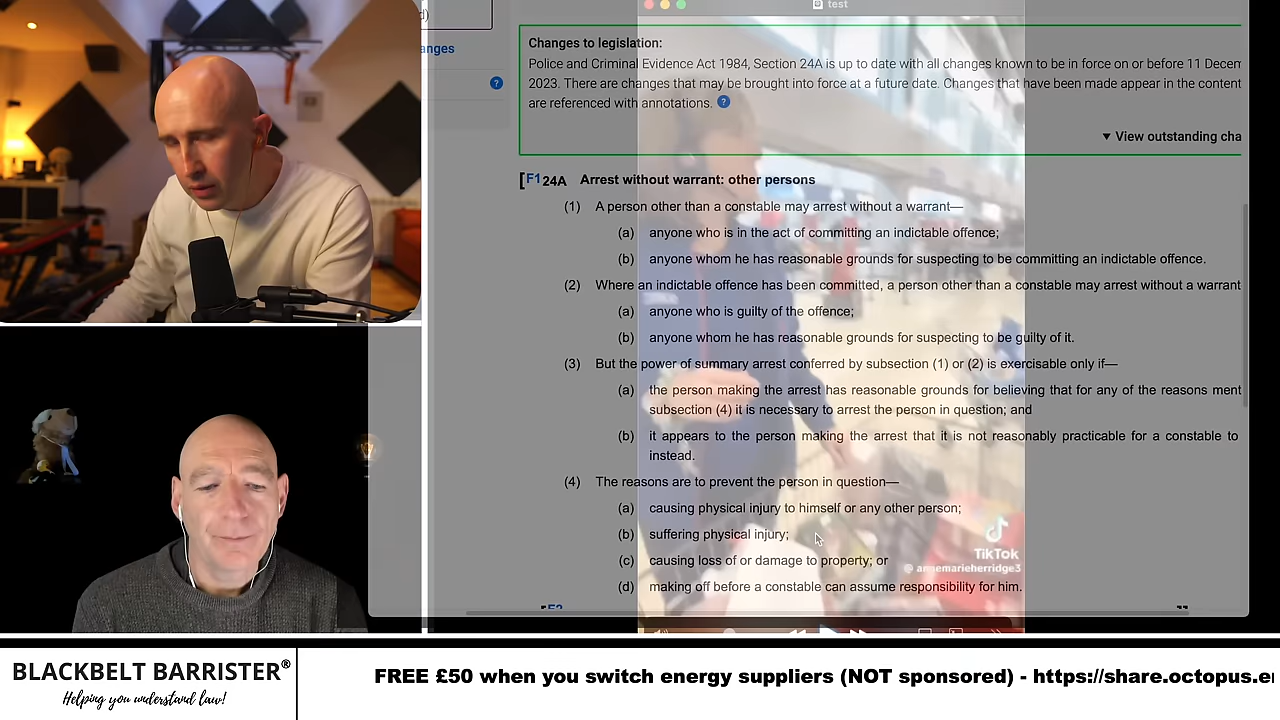 d)
anges
test
Changes to legislation:
Police and Criminal Evidence Act 1984, Section 24A is up to date with all changes known to be in force on or before 11 Decem
2023. There are changes that may be brought into force at a future date. Changes that have been made appear in the content
are referenced with annotations. ?
?
▼ View outstanding cha
[F1 24A Arrest without warrant: other persons
(1) A person other than a constable may arrest without a warrant—
(a) anyone who is in the act of committing an indictable offence;
(b) anyone whom he has reasonable grounds for suspecting to be committing an indictable offence.
(2) Where an indictable offence has been committed, a person other than a constable may arrest without a warrant
(a) anyone who is guilty of the offence;
(b) anyone whom he has reasonable grounds for suspecting to be guilty of it.
(3) But the power of summary arrest conferred by subsection (1) or (2) is exercisable only if—
(a) the person making the arrest has reasonable grounds for believing that for any of the reasons ment
subsection (4) it is necessary to arrest the person in question; and
(b) it appears to the person making the arrest that it is not reasonably practicable for a constable to
instead.
(4) The reasons are to prevent the person in question—
(a) causing physical injury to himself or any other person;
(b) suffering physical injury;
(c) causing loss of or damage to property; or
(d) making off before a constable can assume responsibility for him.
TikTok
@ annemarieherridge3
BLACKBELT BARRISTER®
Helping you understand law!
FREE £50 when you switch energy suppliers (NOT sponsored) - https://share.octopus.e